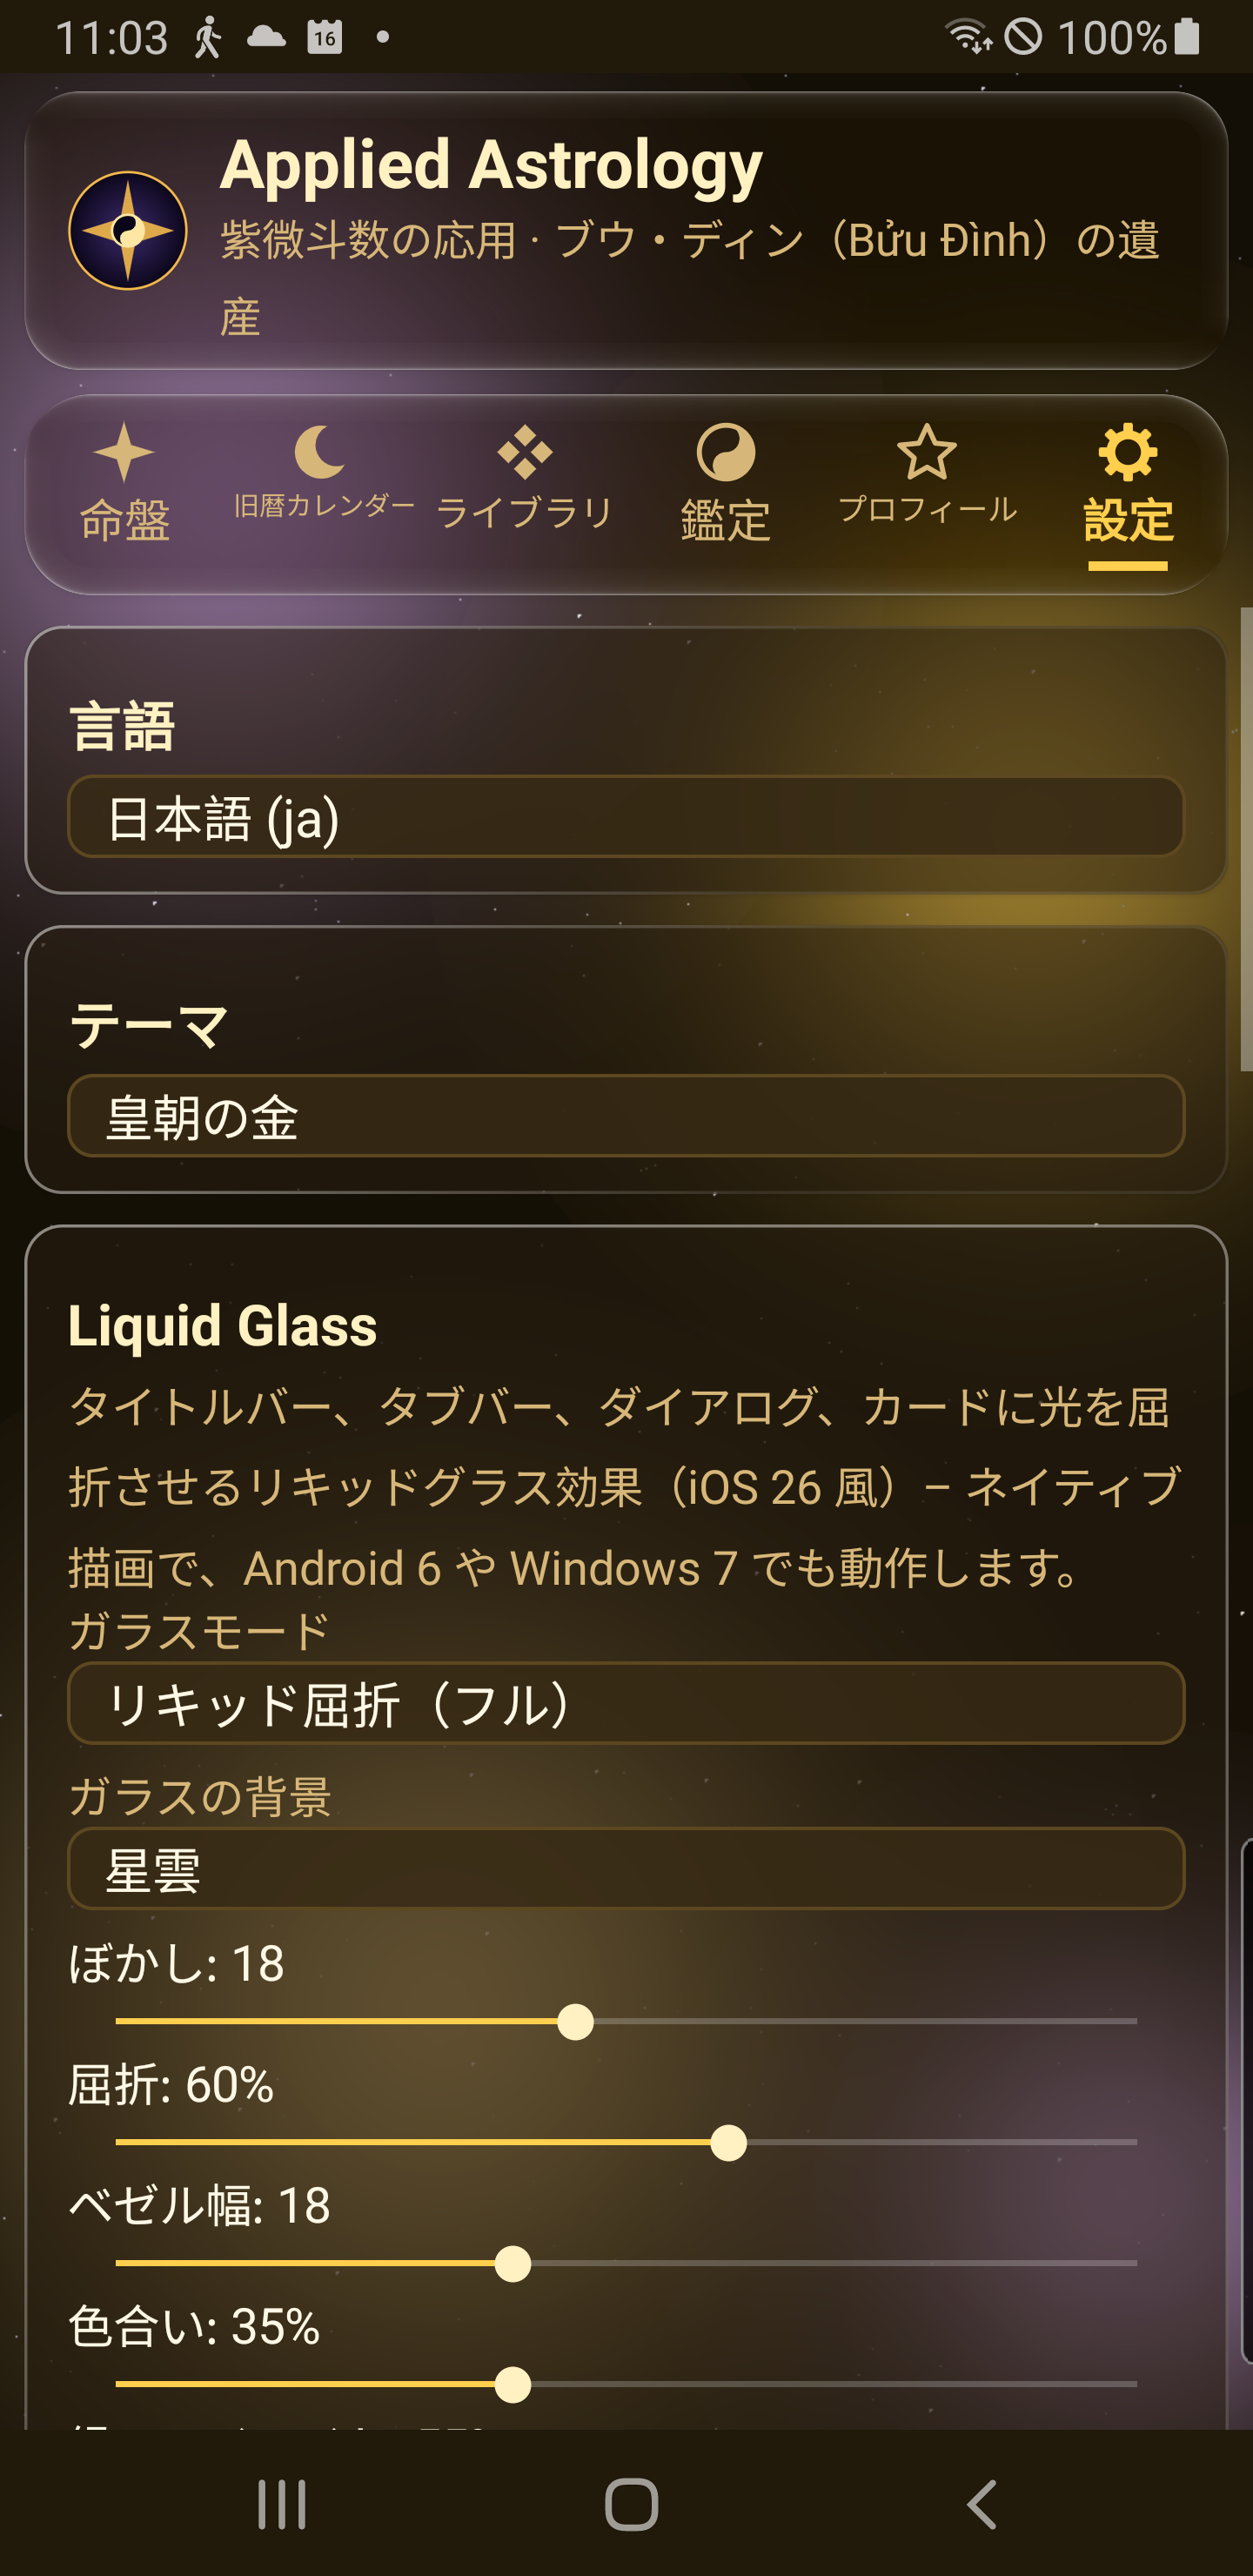 11:03
16
100%
Applied Astrology
紫微斗数の応用 · ブウ・ディン（Bửu Đình）の遺
産
命盤
旧暦カレンダー
ライブラリ
鑑定
プロフィール
設定
言語
日本語 (ja)
テーマ
皇朝の金
Liquid Glass
タイトルバー、タブバー、ダイアログ、カードに光を屈
折させるリキッドグラス効果（iOS 26 風） – ネイティブ
描画で、Android 6 や Windows 7 でも動作します。
ガラスモード
リキッド屈折（フル）
ガラスの背景
星雲
ぼかし: 18
屈折: 60%
ベゼル幅: 18
色合い: 35%